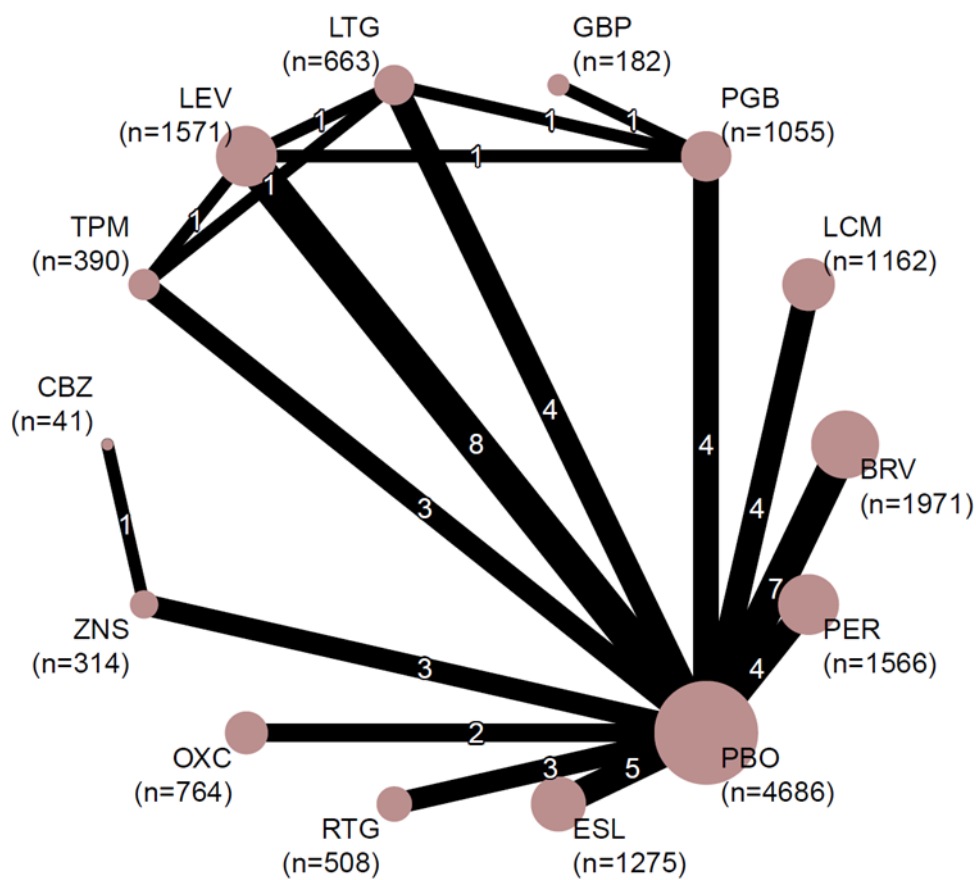 LTG
(n=663)
GBP
(n=182)
LEV
(n=1571)
PGB
(n=1055)
1
1
1
1
1
1
TPM
(n=390)
LCM
(n=1162)
CBZ
(n=41)
4
8
4
BRV
(n=1971)
3
4
1
7
ZNS
(n=314)
PER
(n=1566)
3
4
OXC
(n=764)
2
PBO
(n=4686)
3
5
RTG
(n=508)
ESL
(n=1275)